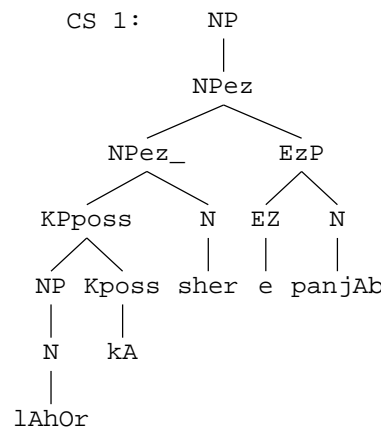 CS 1: NP
NPez
NPez_ EzP
KPposs N EZ N
NP Kposs sher e panjAb
N kA
lAhOr